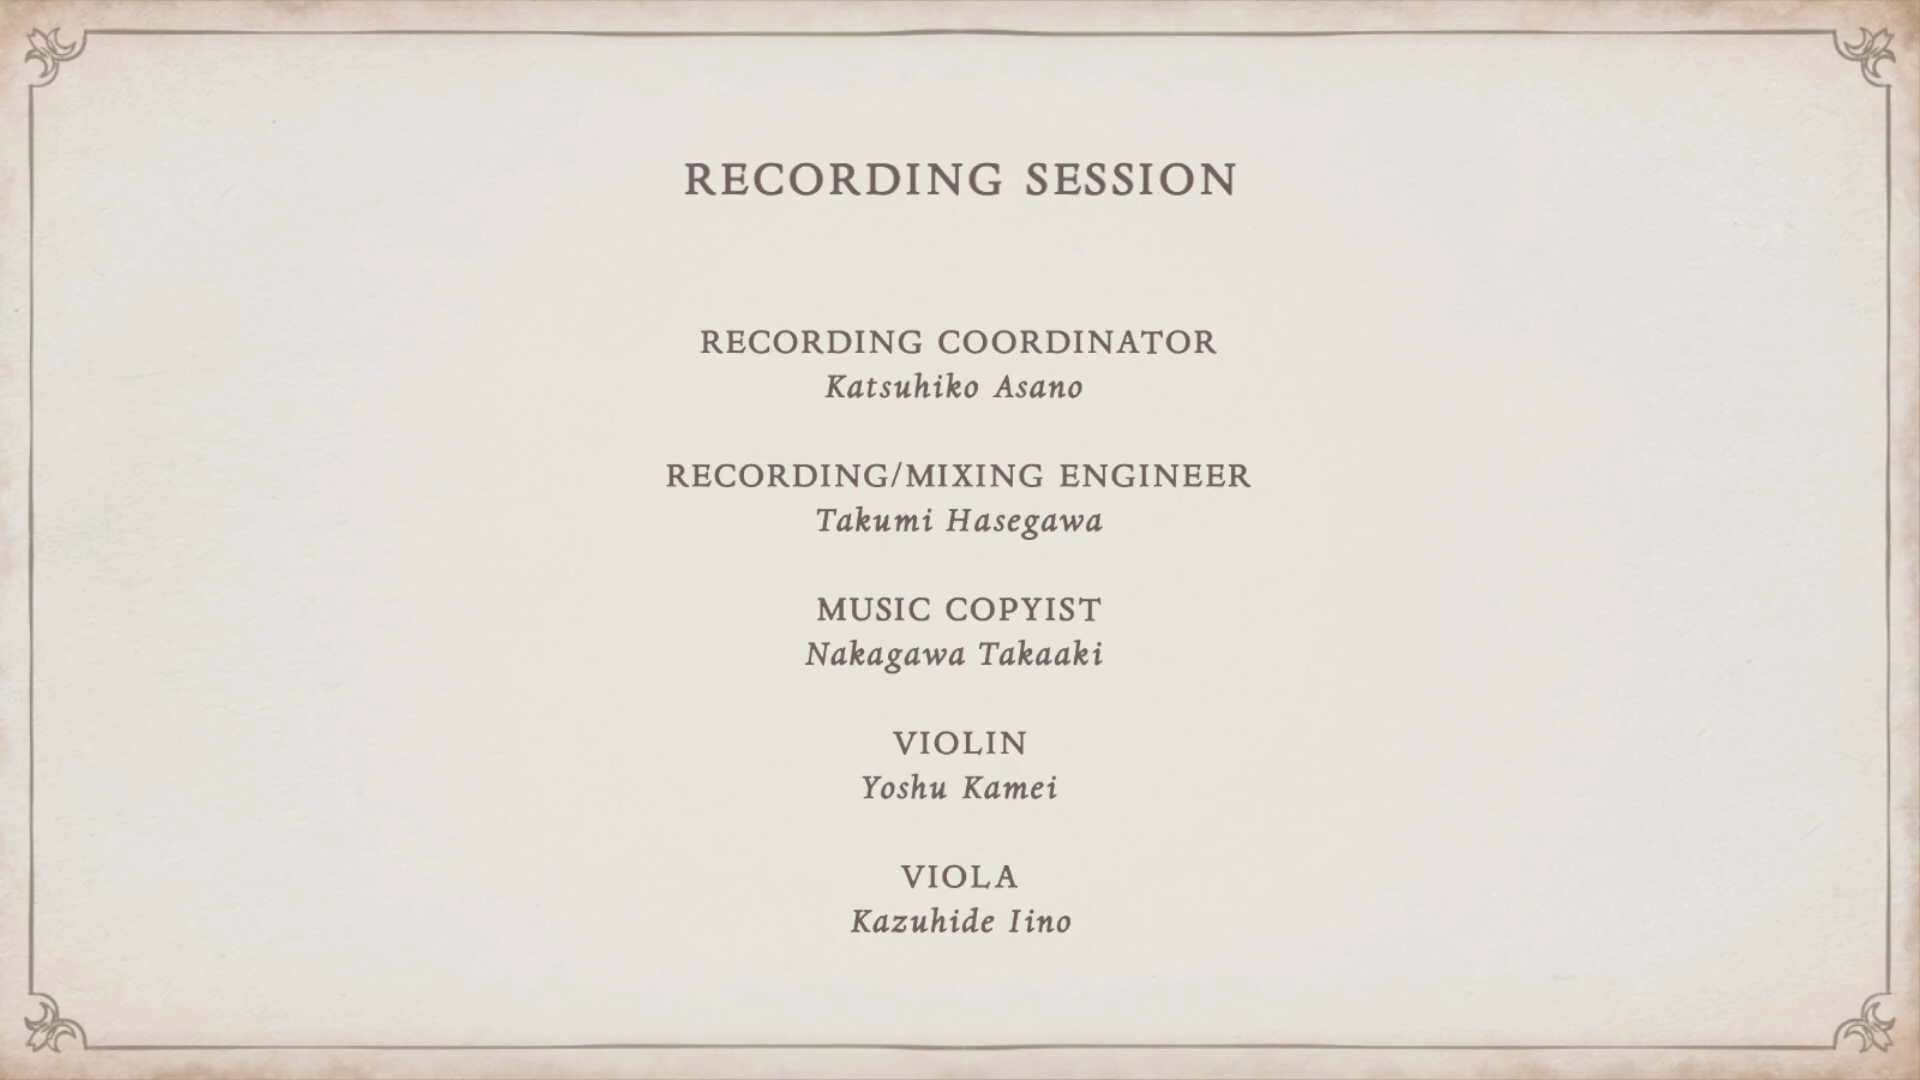 RECORDING SESSION
RECORDING COORDINATOR
Katsuhiko Asano
RECORDING/MIXING ENGINEER
Takumi Hasegawa
MUSIC COPYIST
Nakagawa Takaaki
VIOLIN
Yoshu Kamei
VIOLA
Kazuhide Iino